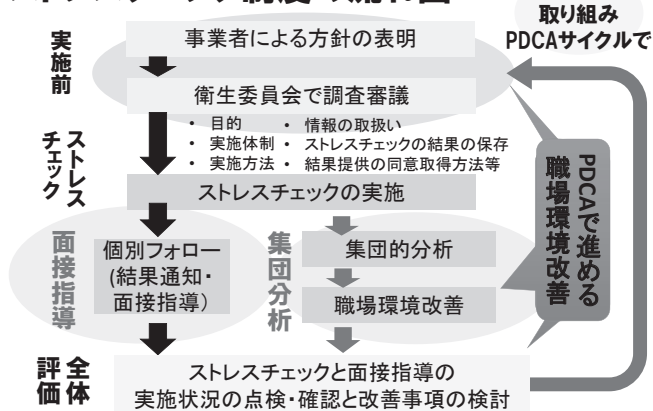 取り組み
PDCAサイクルで
実施前
事業者による方針の表明
衛生委員会で調査審議
・ 目的 ・ 情報の取扱い
・ 実施体制 ・ ストレスチェックの結果の保存
・ 実施方法 ・ 結果提供の同意取得方法等
ストレス
チェック
ストレスチェックの実施
面接指導
個別フォロー
(結果通知・
面接指導)
集団分析
集団的分析
職場環境改善
PDCAで進める
職場環境改善
全体
評価
ストレスチェックと面接指導の
実施状況の点検・確認と改善事項の検討